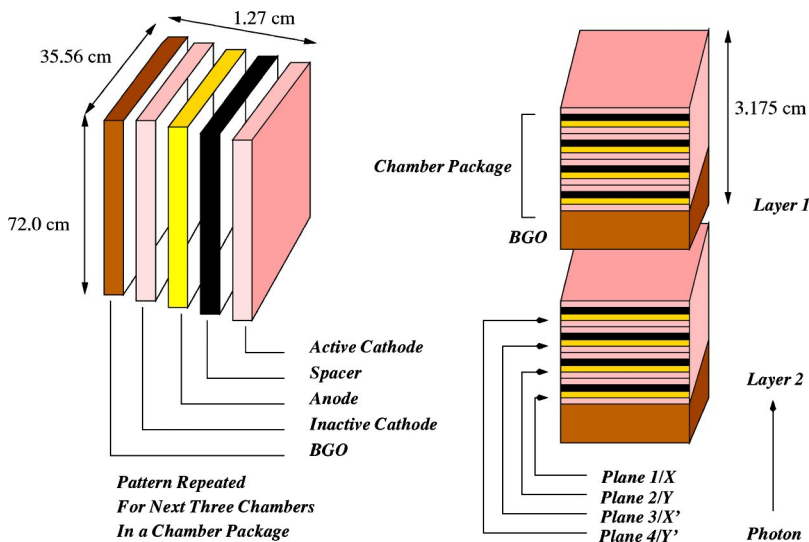 1.27 cm
35.56 cm
72.0 cm
Active Cathode
Spacer
Anode
Inactive Cathode
BGO
Pattern Repeated
For Next Three Chambers
In a Chamber Package
3.175 cm
Chamber Package
Layer 1
BGO
Layer 2
Plane 1/X
Plane 2/Y
Plane 3/X'
Plane 4/Y'
Photon